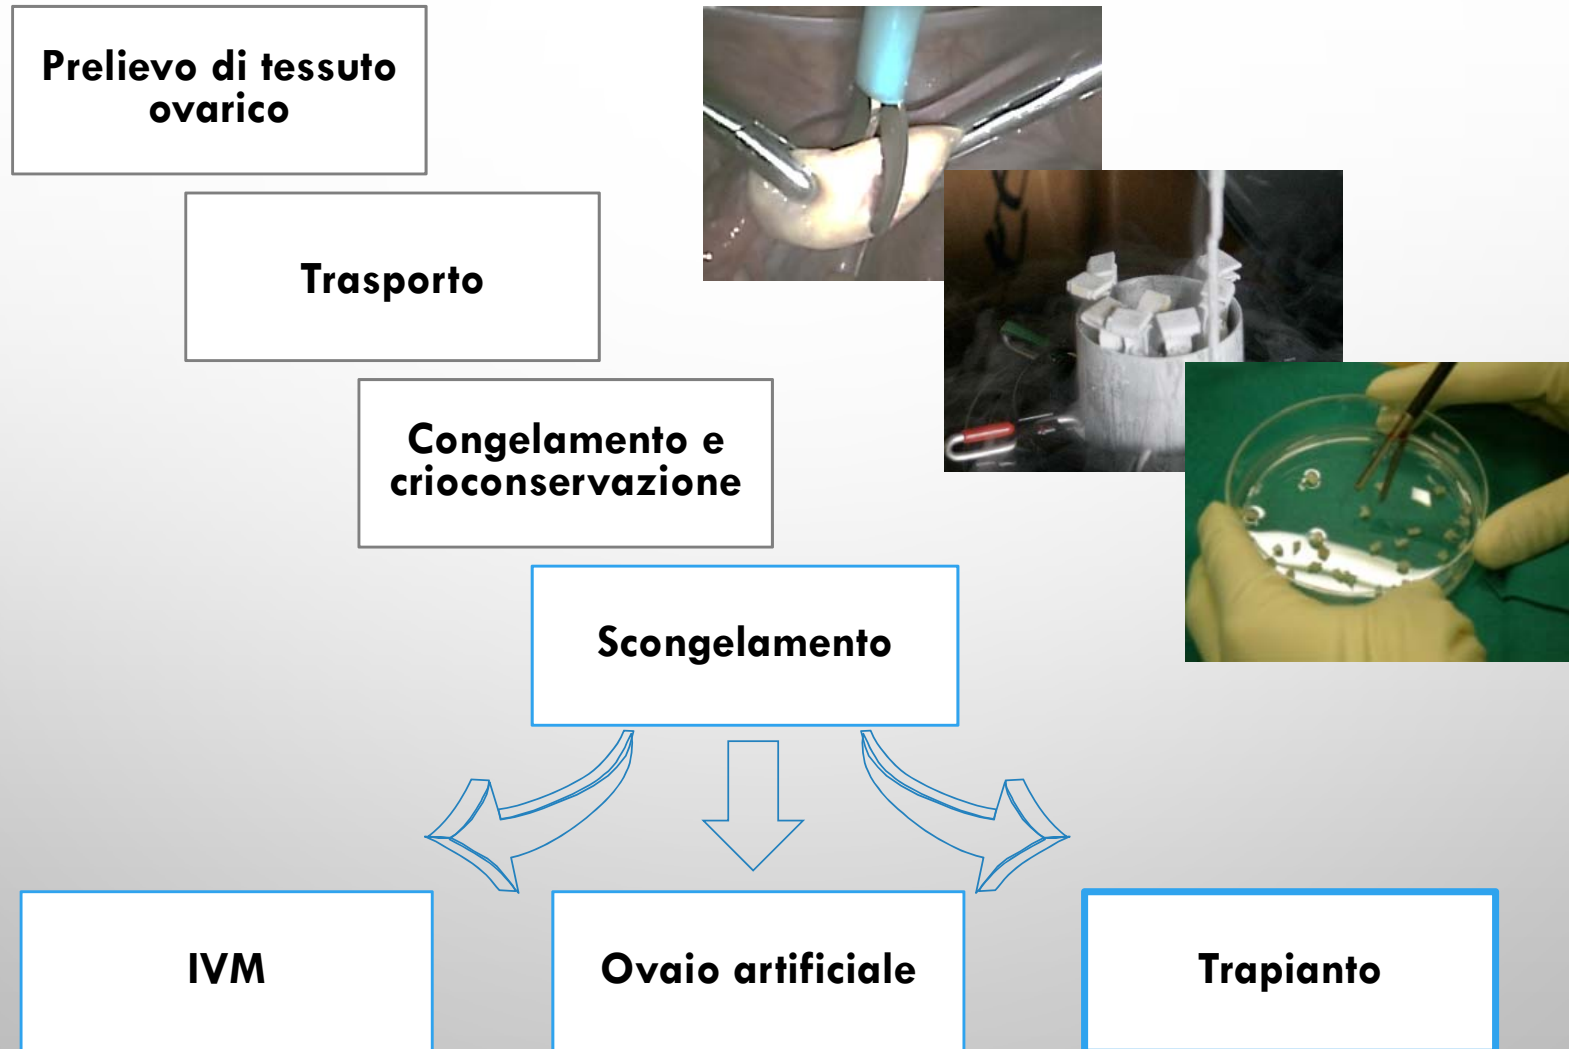 Prelievo di tessuto
ovarico
Trasporto
Congelamento e
crioconservazione
Scongelamento
IVM
Ovaio artificiale
Trapianto